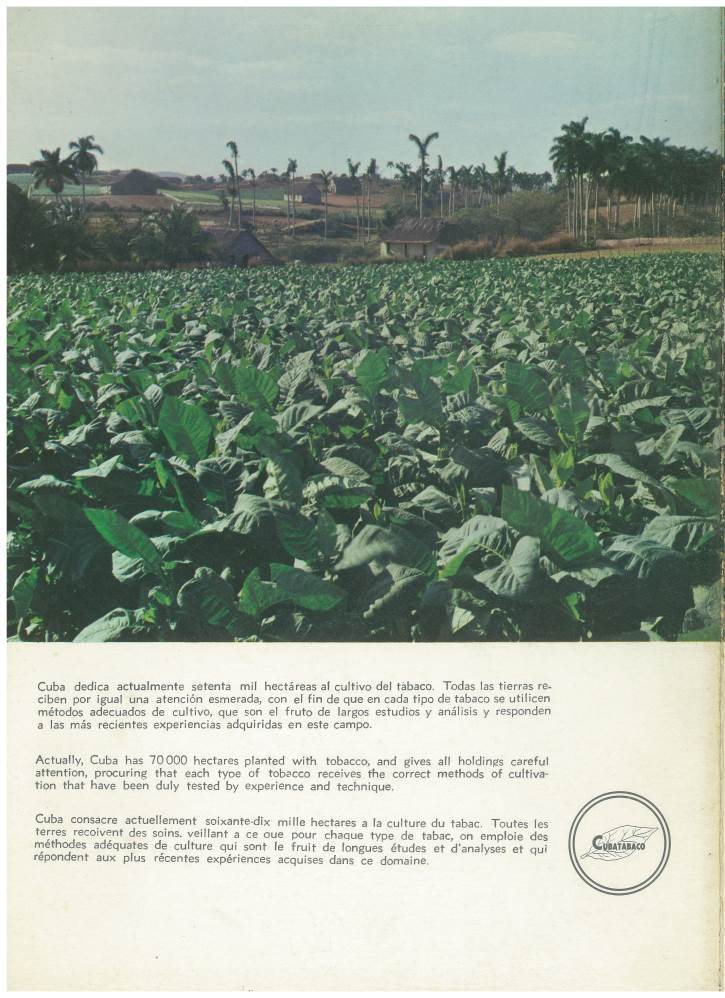 Cuba dedica actualmente setenta mil hectáreas al cultivo del tabaco. Todas las tierras re-
ciben por igual una atención esmerada, con el fin de que en cada tipo de tabaco se utilicen
métodos adecuados de cultivo, que son el fruto de largos estudios y análisis y responden
a las más recientes experiencias adquiridas en este campo.
Actually, Cuba has 70 000 hectares planted with tobacco, and gives all holdings careful
attention, procuring that each type of tobacco receives the correct methods of cultiva-
tion that have been duly tested by experience and technique.
Cuba consacre actuellement soixante-dix mille hectares a la culture du tabac. Toutes les
terres recoivent des soins, veillant a ce que pour chaque type de tabac, on emploie des
méthodes adéquates de culture qui sont le fruit de longues études et d'analyses et qui
répondent aux plus récentes expériences acquises dans ce domaine.
CUBATABACO